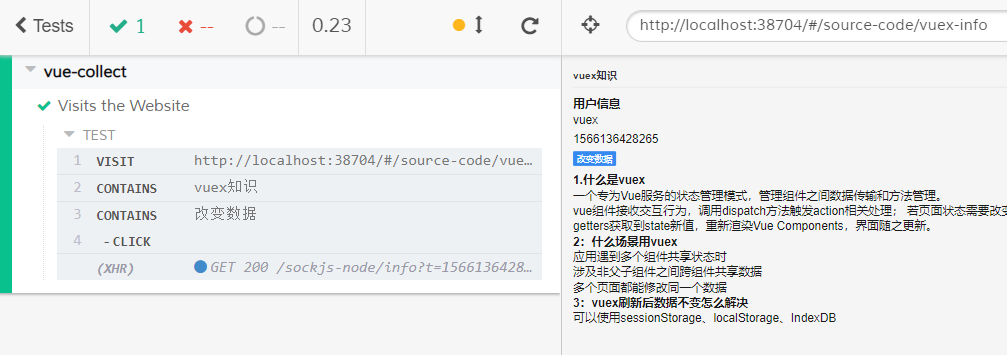 Tests 1 -- -- 0.23
vue-collect
Visits the Website
TEST
1 VISIT http://localhost:38704/#/source-code/vue…
2 CONTAINS vuex知识
3 CONTAINS 改变数据
4 - CLICK
(XHR) GET 200 /sockjs-node/info?t=1566136428…
http://localhost:38704/#/source-code/vuex-info
vuex知识
用户信息
vuex
1566136428265
改变数据
1.什么是vuex
一个专为Vue服务的状态管理模式，管理组件之间数据传输和方法管理。
vue组件接收交互行为，调用dispatch方法触发action相关处理； 若页面状态需要改变
getters获取到state新值，重新渲染Vue Components，界面随之更新。
2：什么场景用vuex
应用遇到多个组件共享状态时
涉及非父子组件之间跨组件共享数据
多个页面都能修改同一个数据
3：vuex刷新后数据不变怎么解决
可以使用sessionStorage、localStorage、IndexDB